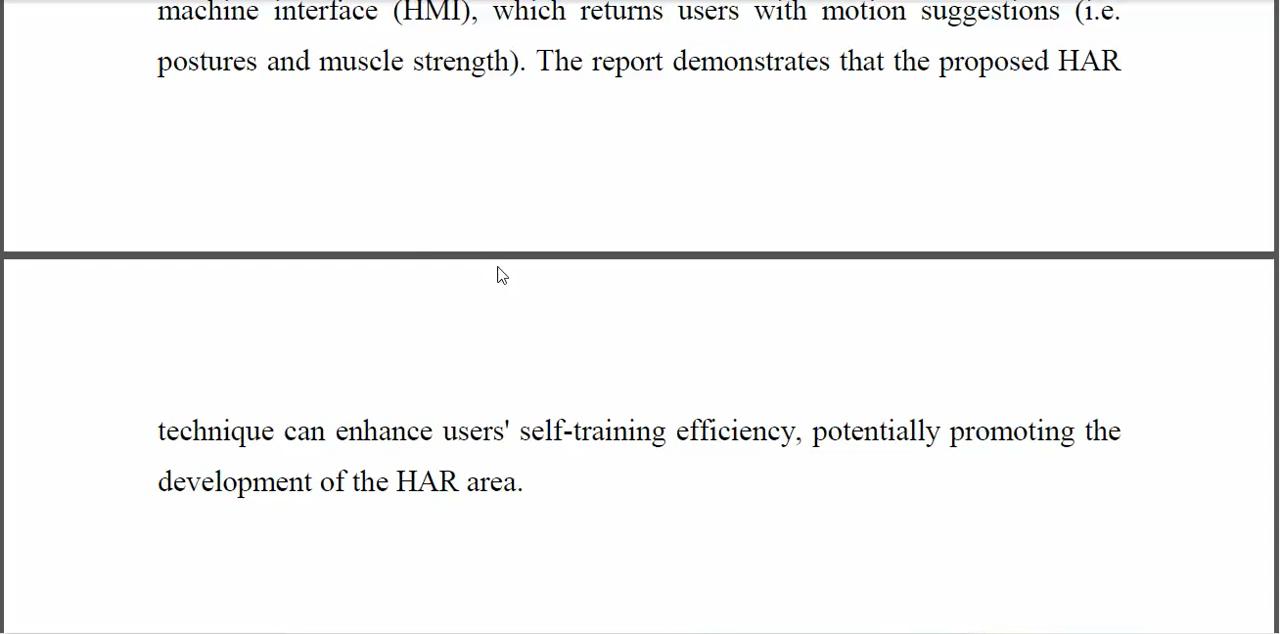 machine interface (HMI), which returns users with motion suggestions (i.e.
postures and muscle strength). The report demonstrates that the proposed HAR
technique can enhance users' self-training efficiency, potentially promoting the
development of the HAR area.